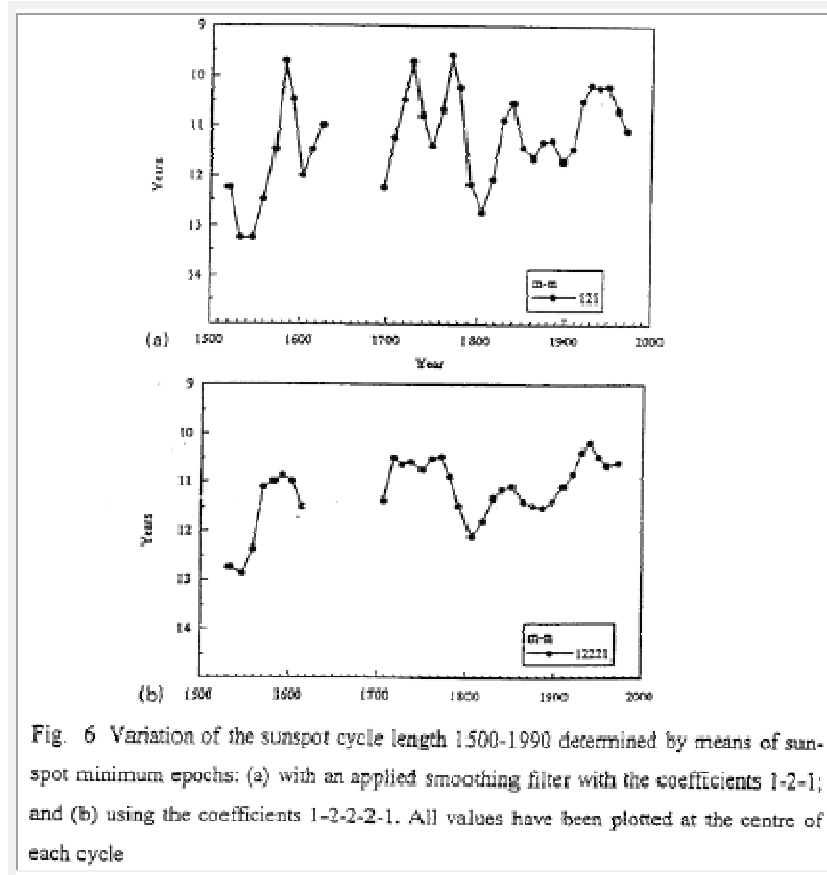 9
10
11
12
13
14
Years
m-m
121
(a)
1500 1600 1700 1800 1900 2000
Year
9
10
11
12
13
14
Years
m-m
12221
(b)
1500 1600 1700 1800 1900 2000
Fig. 6 Variation of the sunspot cycle length 1500-1990 determined by means of sun-
spot minimum epochs: (a) with an applied smoothing filter with the coefficients 1-2-1;
and (b) using the coefficients 1-2-2-2-1. All values have been plotted at the centre of
each cycle